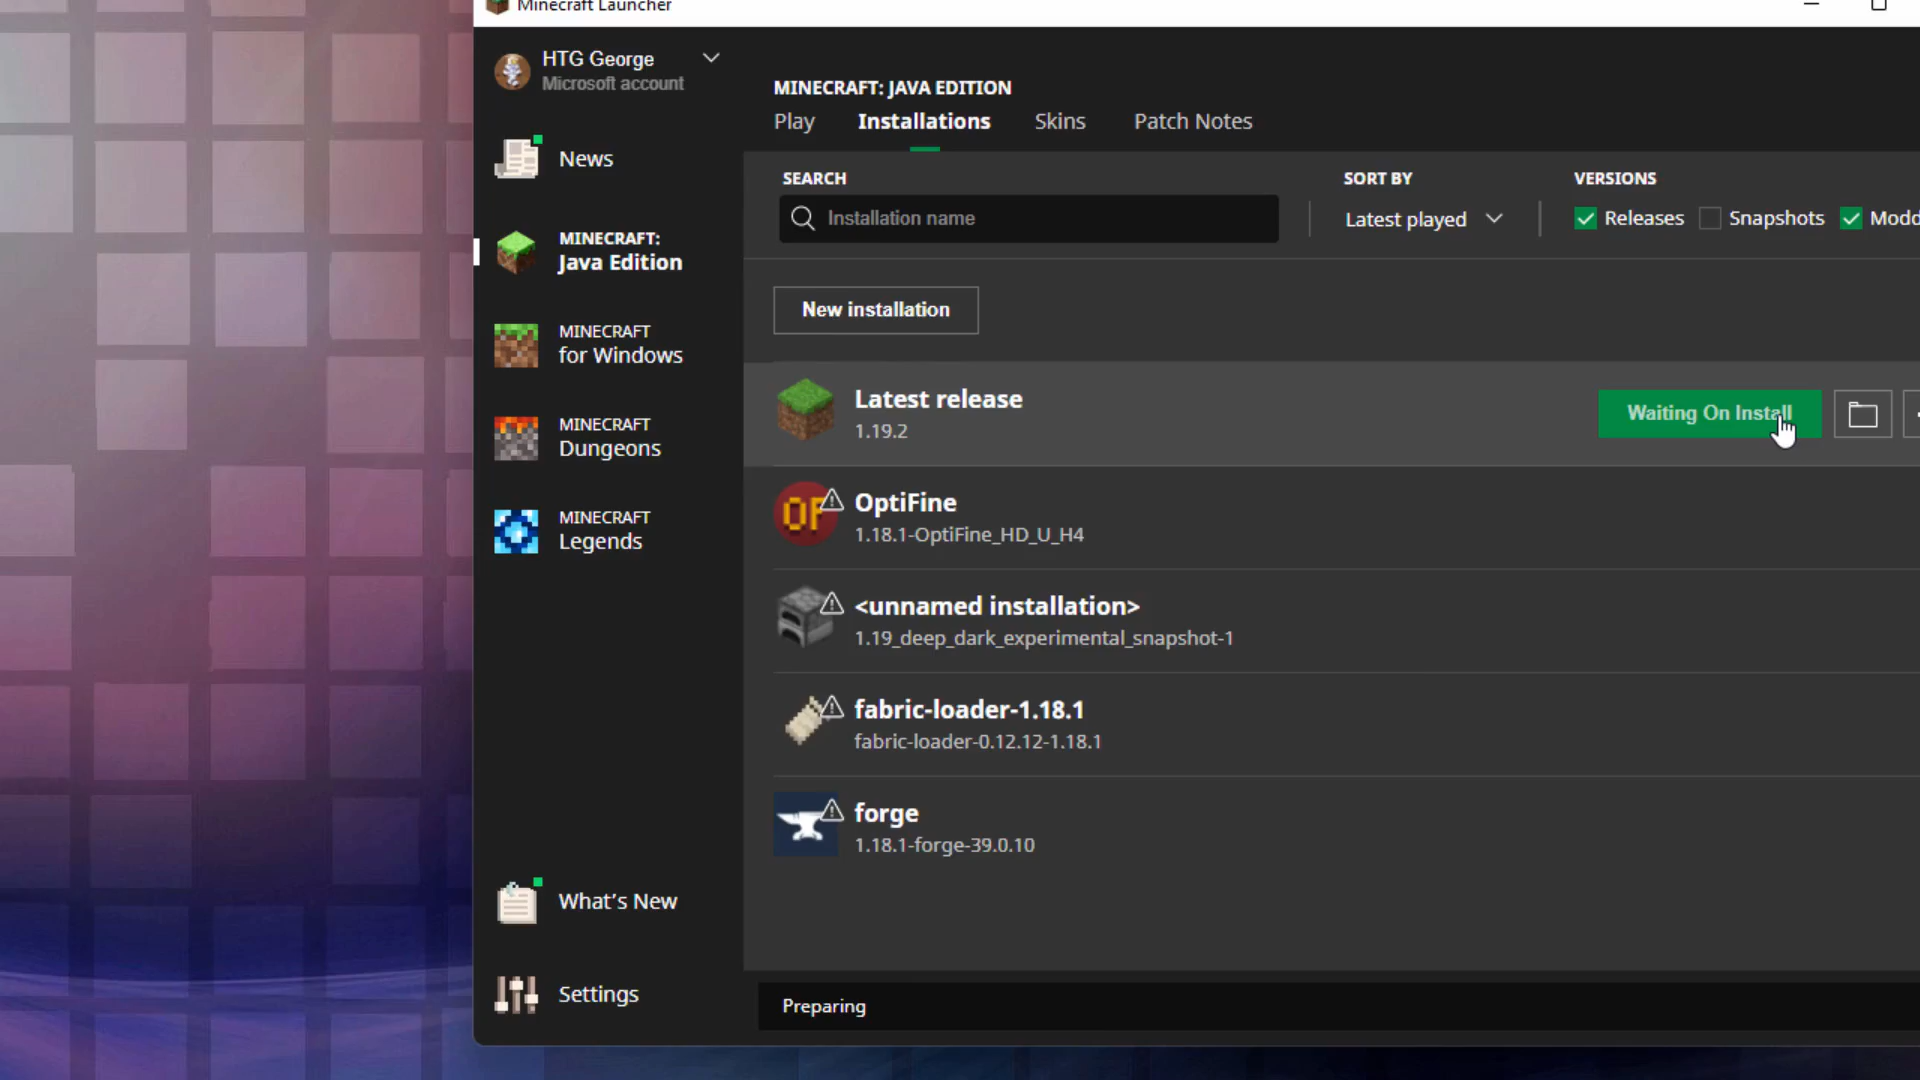 Minecraft Launcher
HTG George
Microsoft account
News
MINECRAFT:
Java Edition
MINECRAFT
for Windows
MINECRAFT
Dungeons
MINECRAFT
Legends
What's New
Settings
MINECRAFT: JAVA EDITION
Play Installations Skins Patch Notes
SEARCH SORT BY VERSIONS
Installation name Latest played Releases Snapshots Modd
New installation
Latest release
1.19.2
Waiting On Install
OF
OptiFine
1.18.1-OptiFine_HD_U_H4
<unnamed installation>
1.19_deep_dark_experimental_snapshot-1
fabric-loader-1.18.1
fabric-loader-0.12.12-1.18.1
forge
1.18.1-forge-39.0.10
Preparing